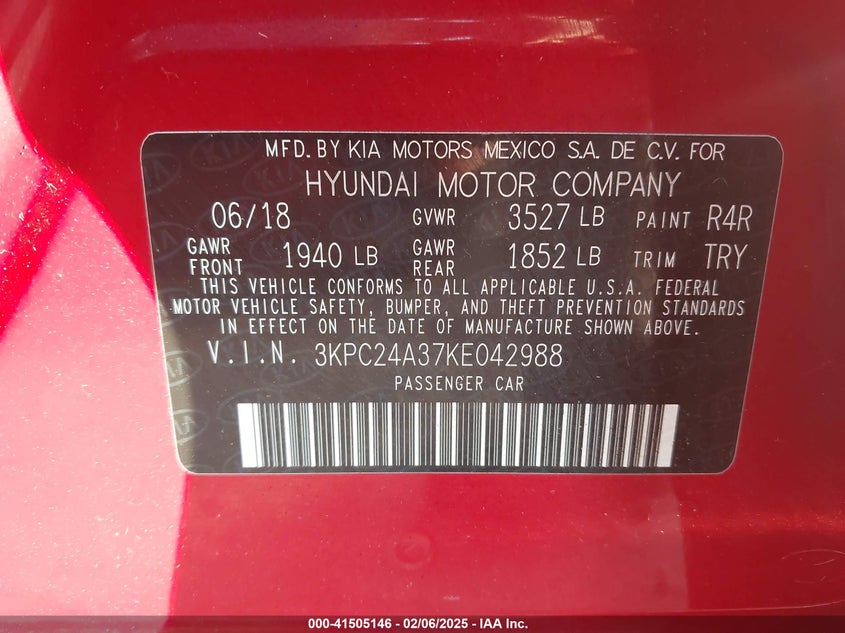 MFD. BY KIA MOTORS MEXICO S.A. DE C.V. FOR
HYUNDAI MOTOR COMPANY
06/18 GVWR 3527 LB PAINT R4R
GAWR FRONT 1940 LB GAWR REAR 1852 LB TRIM TRY
THIS VEHICLE CONFORMS TO ALL APPLICABLE U.S.A. FEDERAL
MOTOR VEHICLE SAFETY, BUMPER, AND THEFT PREVENTION STANDARDS
IN EFFECT ON THE DATE OF MANUFACTURE SHOWN ABOVE.
V.I.N. 3KPC24A37KE042988
PASSENGER CAR
000-41505146 - 02/06/2025 - IAA Inc.